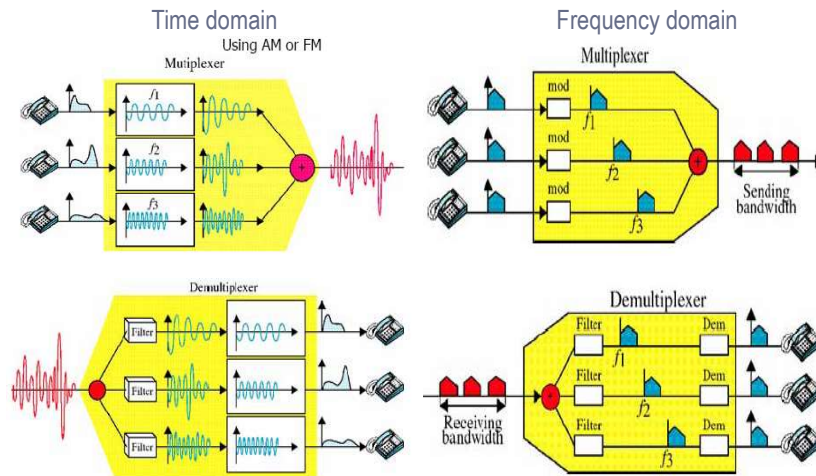 Time domain
Using AM or FM
Mutiplexer
f1
f2
f3
+
Frequency domain
Multiplexer
mod
f1
mod
f2
mod
f3
+
Sending
bandwidth
Demultiplexer
Filter
Filter
Filter
Demultiplexer
Filter
f1
Dem
Filter
f2
Dem
Filter
f3
Dem
+
Receiving
bandwidth